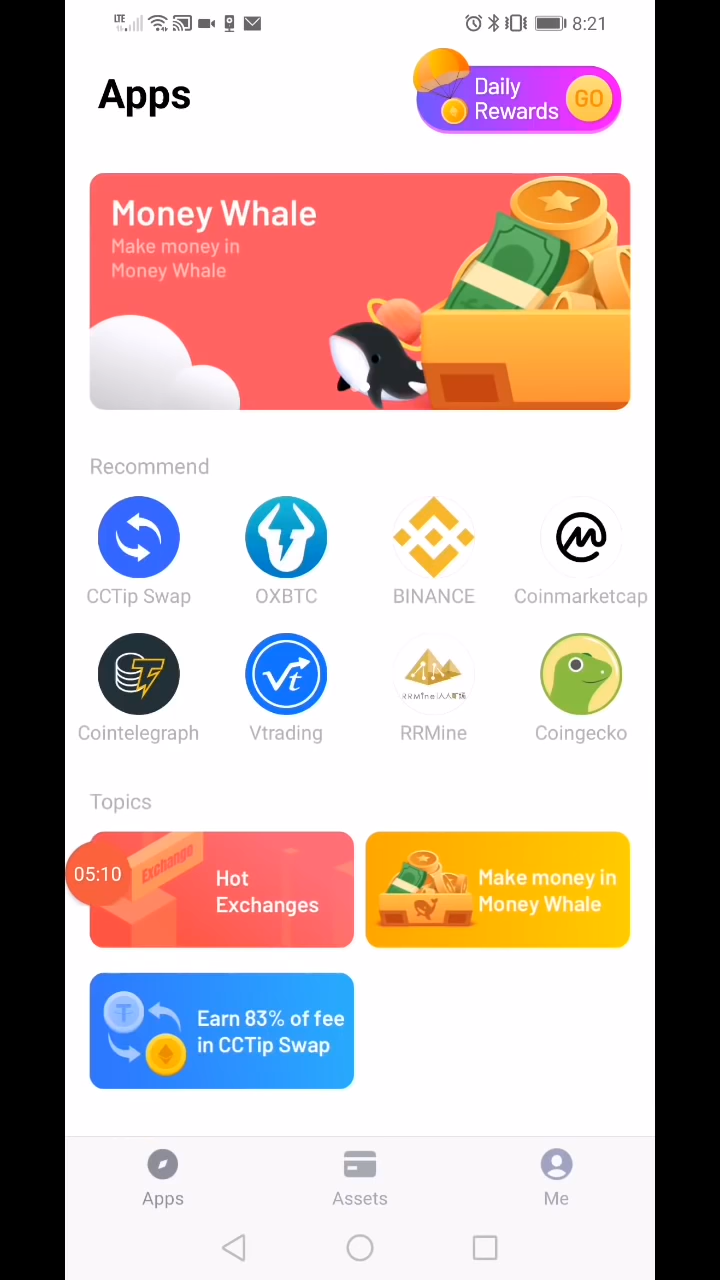 LTE
8:21
Apps
Daily
Rewards
GO
Money Whale
Make money in
Money Whale
Recommend
CCTip Swap
OXBTC
BINANCE
Coinmarketcap
Cointelegraph
Vtrading
RRMine
Coingecko
Topics
05:10
Exchange
Hot
Exchanges
Make money in
Money Whale
Earn 83% of fee
in CCTip Swap
Apps
Assets
Me